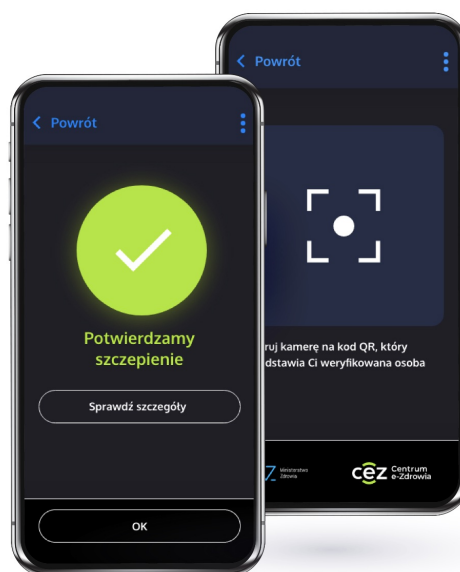 Powrót
Potwierdzamy
szczepienie
Sprawdź szczegóły
OK
Powrót
ruj kamerę na kod QR, który
dstawia Ci weryfikowana osoba
Z Ministerstwo
Zdrowia
cez Centrum
e-Zdrowia